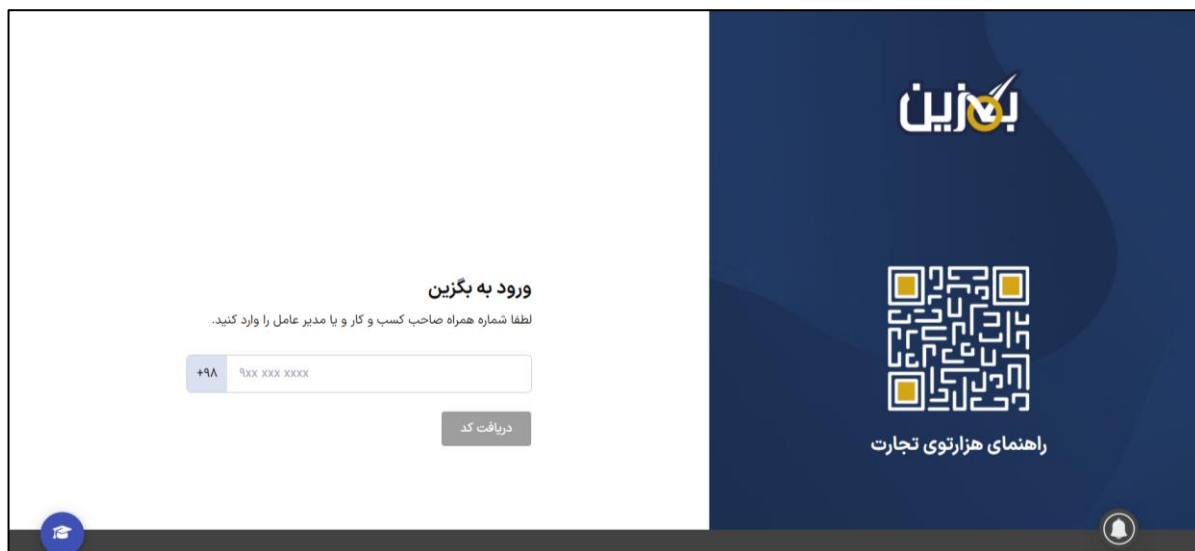 بگزین
راهنمای هزارتوی تجارت
ورود به بگزین
لطفا شماره همراه صاحب کسب و کار و یا مدیر عامل را وارد کنید.
+۹۸
۹xx xxx xxxx
دریافت کد